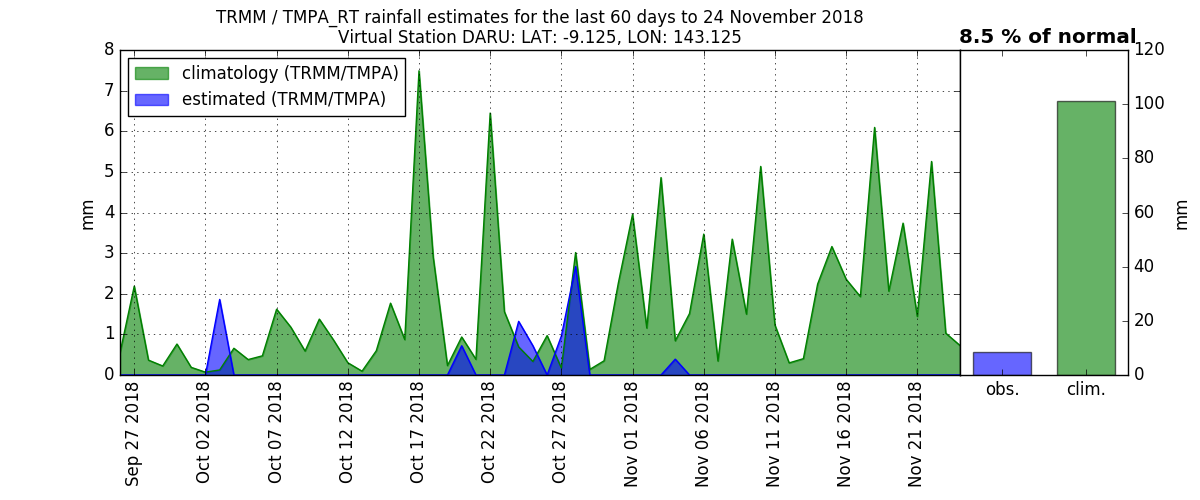 TRMM / TMPA_RT rainfall estimates for the last 60 days to 24 November 2018
Virtual Station DARU: LAT: -9.125, LON: 143.125
8.5 % of normal
climatology (TRMM/TMPA)
estimated (TRMM/TMPA)
8
7
6
5
4
3
2
1
0
mm
Sep 27 2018
Oct 02 2018
Oct 07 2018
Oct 12 2018
Oct 17 2018
Oct 22 2018
Oct 27 2018
Nov 01 2018
Nov 06 2018
Nov 11 2018
Nov 16 2018
Nov 21 2018
obs.
clim.
120
100
80
60
40
20
0
mm